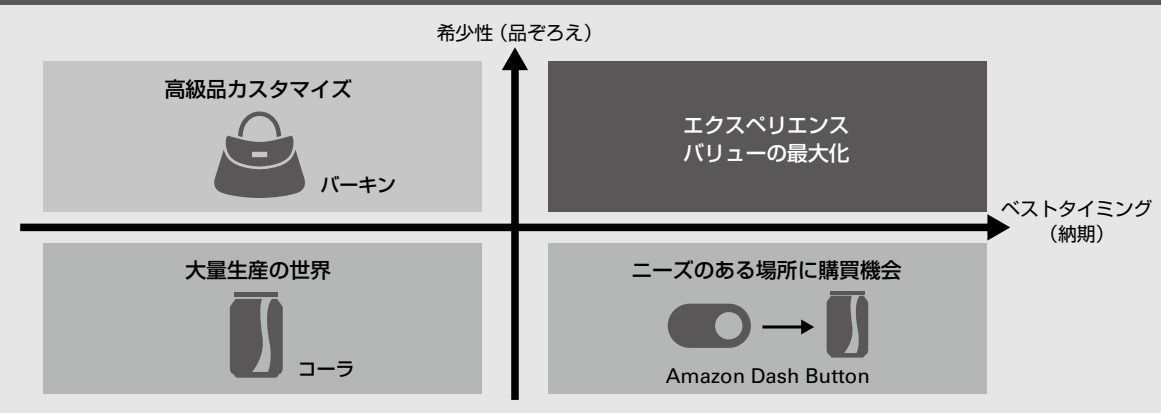 希少性(品ぞろえ)
高級品カスタマイズ
バーキン
エクスペリエンス
バリューの最大化
ベストタイミング
(納期)
大量生産の世界
コーラ
ニーズのある場所に購買機会
Amazon Dash Button